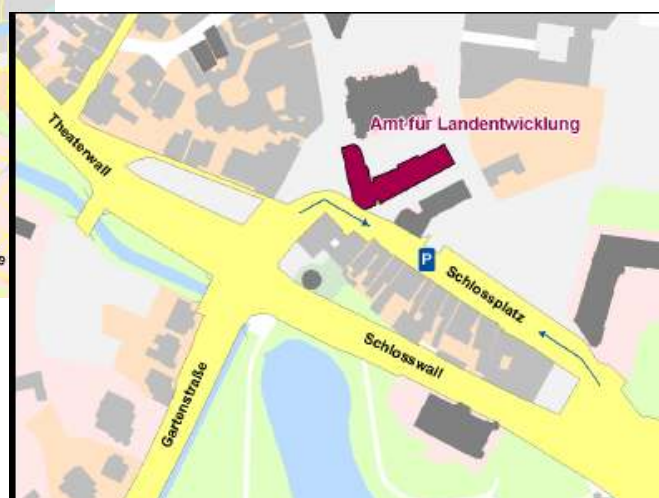 Theaterwall
Amt für Landentwicklung
P
Schlossplatz
Schlosswall
Gartenstraße
e